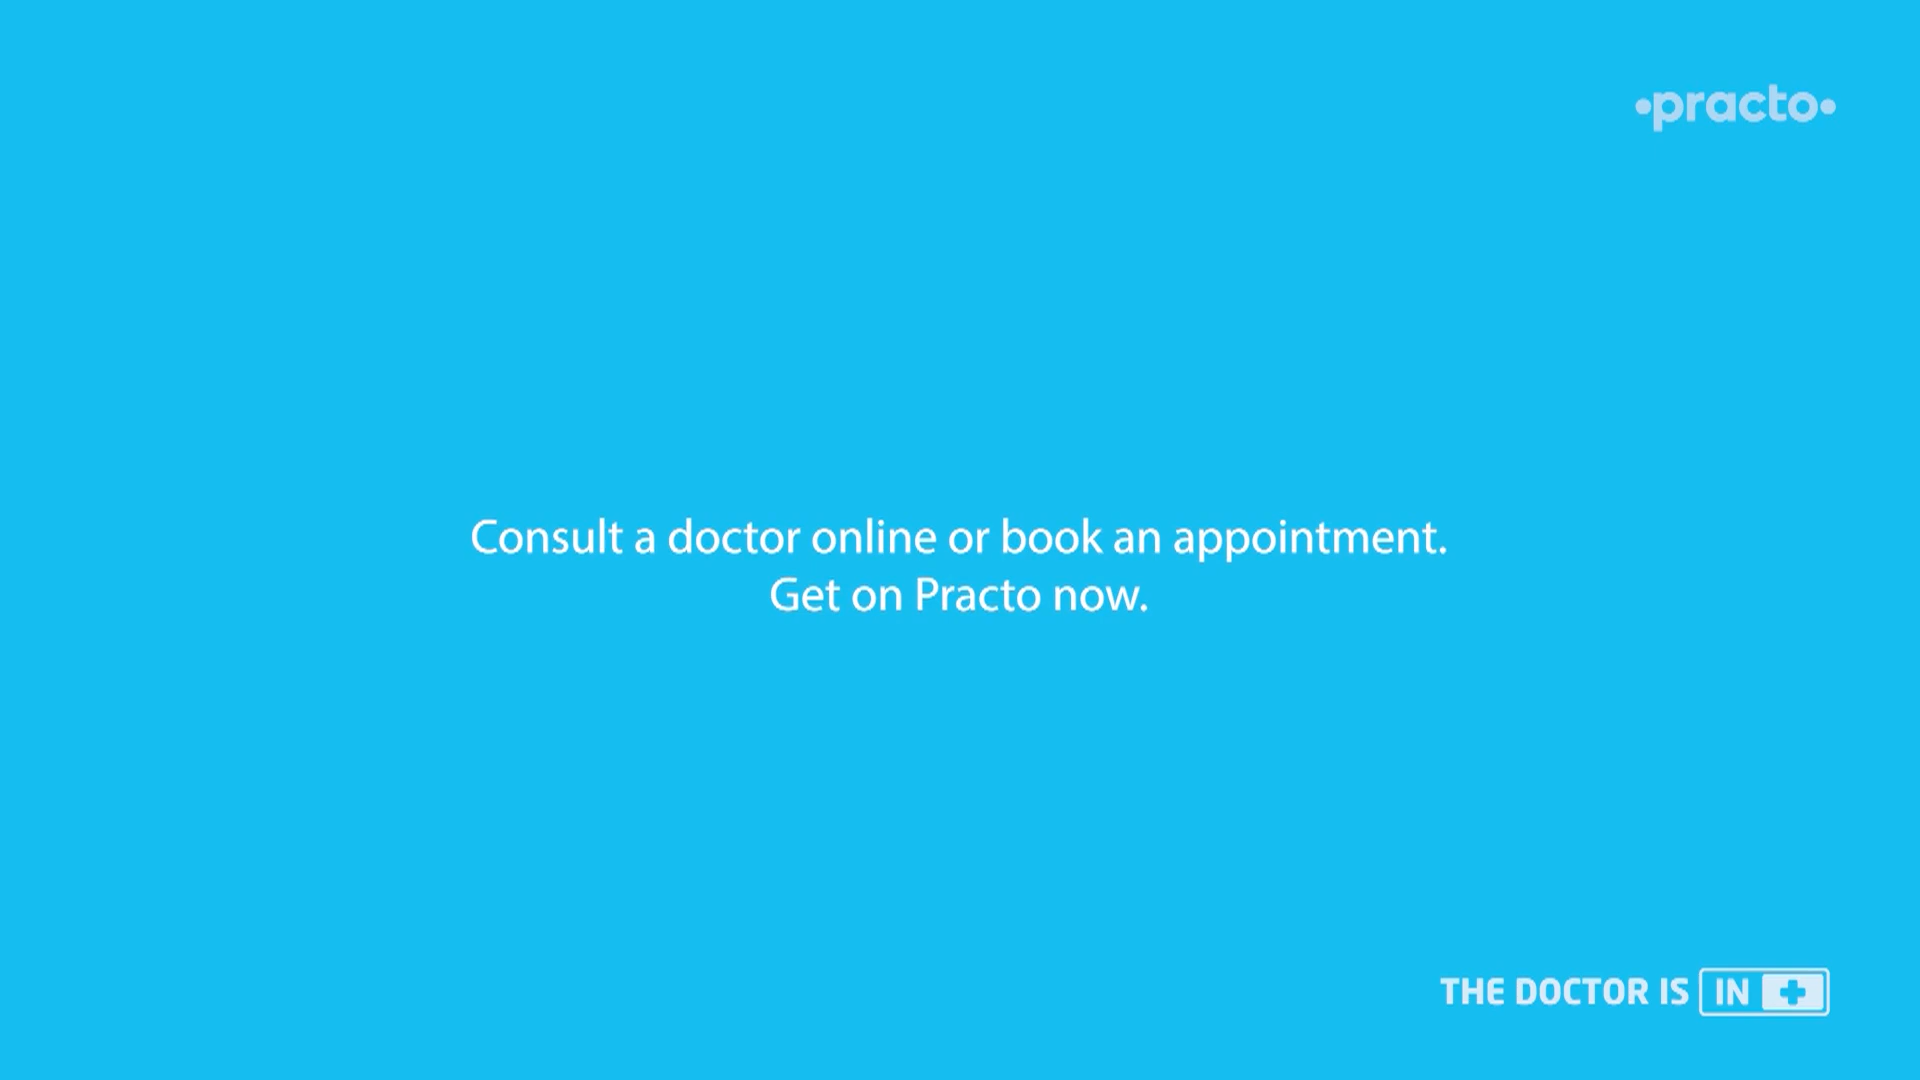 •practo•
Consult a doctor online or book an appointment.
Get on Practo now.
THE DOCTOR IS IN